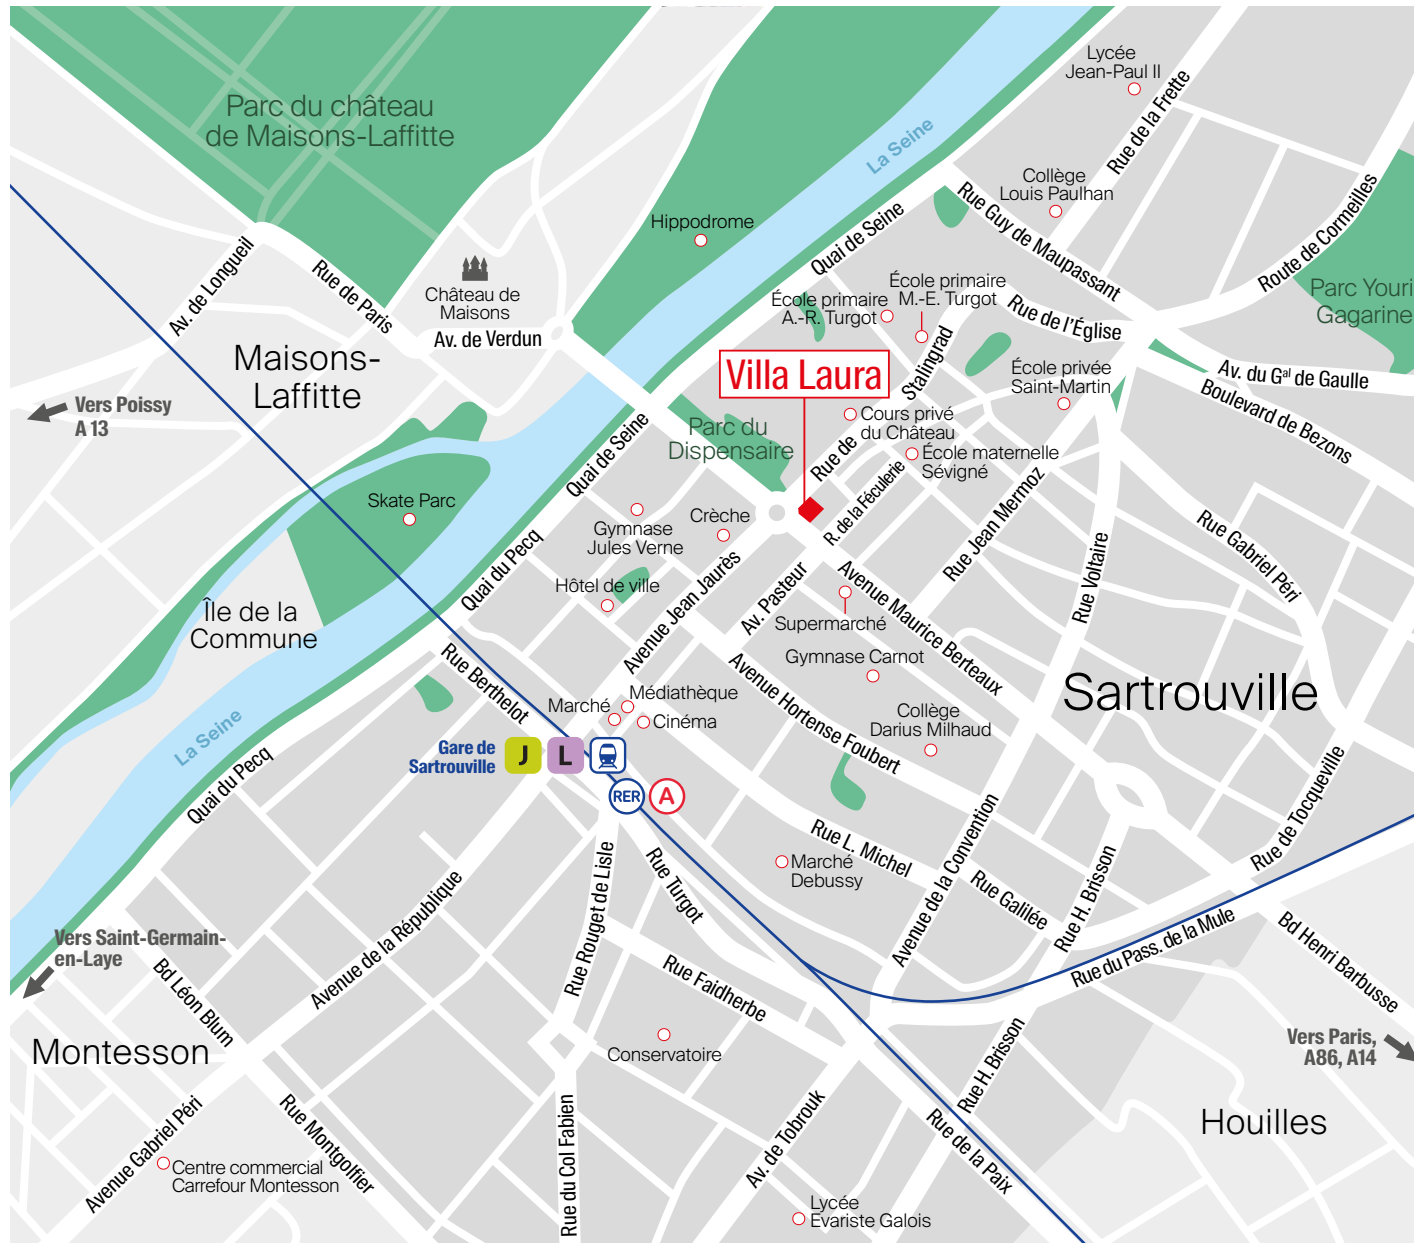 Lycée
Jean-Paul II
Rue de la Frette
Parc du château
de Maisons-Laffitte
La Seine
Collège
Louis Paulhan
Rue Guy de Maupassant
Route de Cormeilles
Hippodrome
Quai de Seine
Av. de Longueil
Rue de Paris
Château de
Maisons
Av. de Verdun
École primaire
M.-E. Turgot
École primaire
A.-R. Turgot
Rue de l'Église
Parc Youri
Gagarine
Maisons-
Laffitte
Villa Laura
Rue de Stalingrad
École privée
Saint-Martin
Av. du Gal de Gaulle
Boulevard de Bezons
Vers Poissy
A 13
Quai de Seine
Parc du
Dispensaire
Cours privé
du Château
École maternelle
Sévigné
R. de la Féculerie
Rue Jean Mermoz
Skate Parc
Gymnase
Jules Verne
Crèche
Rue Voltaire
Rue Gabriel Péri
Quai du Pecq
Hôtel de ville
Avenue Jean Jaurès
Av. Pasteur
Avenue Maurice Berteaux
Île de la
Commune
Supermarché
Rue Berthelot
Gymnase Carnot
Avenue Hortense Foubert
Sartrouville
Médiathèque
Marché
Cinéma
Collège
Darius Milhaud
La Seine
Quai du Pecq
Gare de
Sartrouville
J
L
RER
A
Rue de Tocqueville
Rue L. Michel
Marché
Debussy
Avenue de la Convention
Rue Galilée
Rue H. Brisson
Rue Turgot
Rue Rouget de Lisle
Avenue de la République
Vers Saint-Germain-
en-Laye
Bd Léon Blum
Rue Faidherbe
Rue du Pass. de la Mule
Bd Henri Barbusse
Montesson
Conservatoire
Rue H. Brisson
Vers Paris,
A86, A14
Houilles
Avenue Gabriel Péri
Rue Montgolfier
Rue du Col Fabien
Av. de Tobrouk
Rue de la Paix
Centre commercial
Carrefour Montesson
Lycée
Evariste Galois